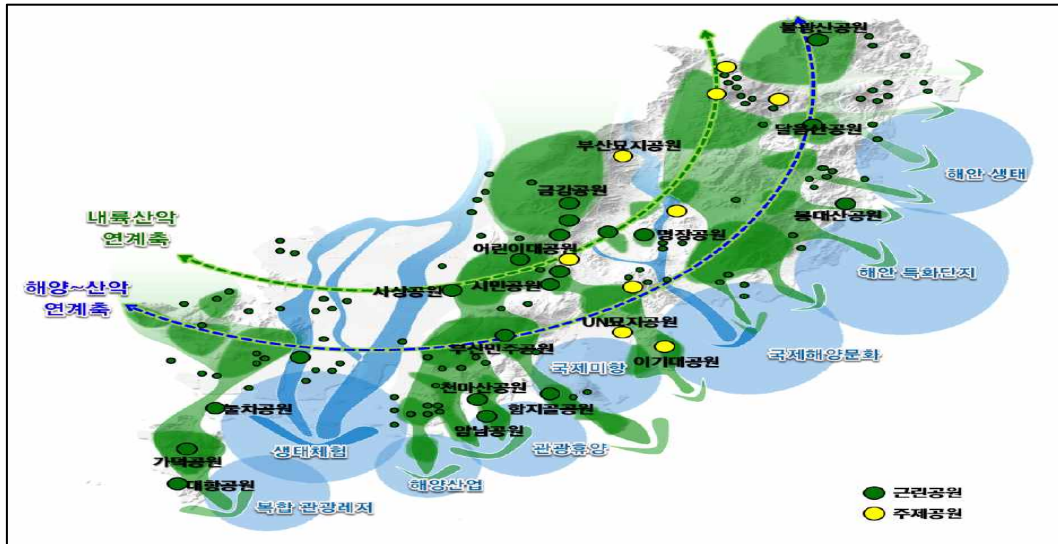 불광산공원
달음산공원
부산묘지공원
해안 생태
금강공원
봉대산공원
내륙산악
연계축
어린이대공원
명장공원
해안 특화단지
해양~산악
연계축
사상공원
시민공원
UN묘지공원
부산민주공원
이기대공원
국제해양문화
국제미항
천마산공원
눌차공원
함지골공원
암남공원
생태체험
관광휴양
가덕공원
해양산업
대항공원
복합 관광레저
근린공원
주제공원